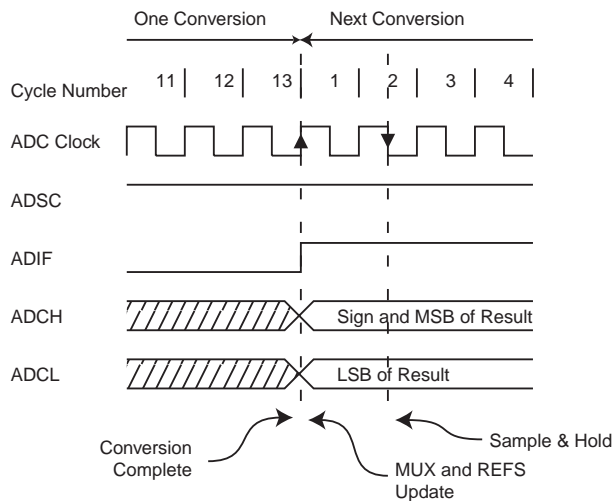 One Conversion Next Conversion
Cycle Number 11 12 13 1 2 3 4
ADC Clock
ADSC
ADIF
ADCH Sign and MSB of Result
ADCL LSB of Result
Conversion
Complete
MUX and REFS
Update
Sample & Hold